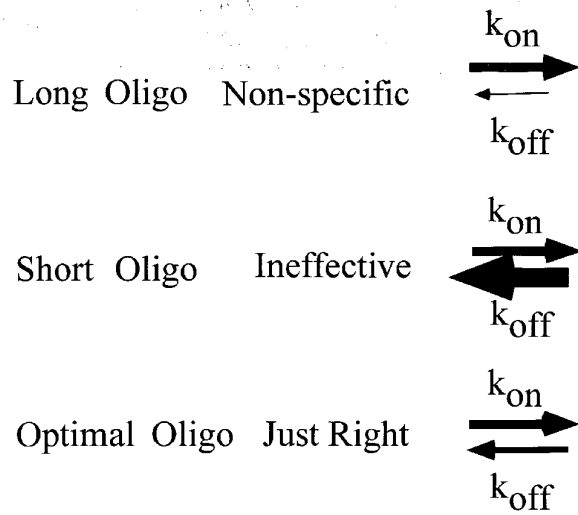 k_on
Long Oligo Non-specific
k_off
k_on
Short Oligo Ineffective
k_off
k_on
Optimal Oligo Just Right
k_off